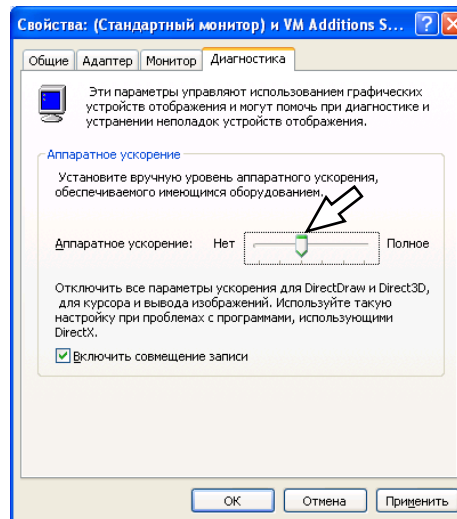 Свойства: (Стандартный монитор) и VM Additions S...
Общие Адаптер Монитор Диагностика
Эти параметры управляют использованием графических
устройств отображения и могут помочь при диагностике и
устранении неполадок устройств отображения.
Аппаратное ускорение
Установите вручную уровень аппаратного ускорения,
обеспечиваемого имеющимся оборудованием.
Аппаратное ускорение: Нет Полное
Отключить все параметры ускорения для DirectDraw и Direct3D,
для курсора и вывода изображений. Используйте такую
настройку при проблемах с программами, использующими
DirectX.
Включить совмещение записи
ОК Отмена Применить